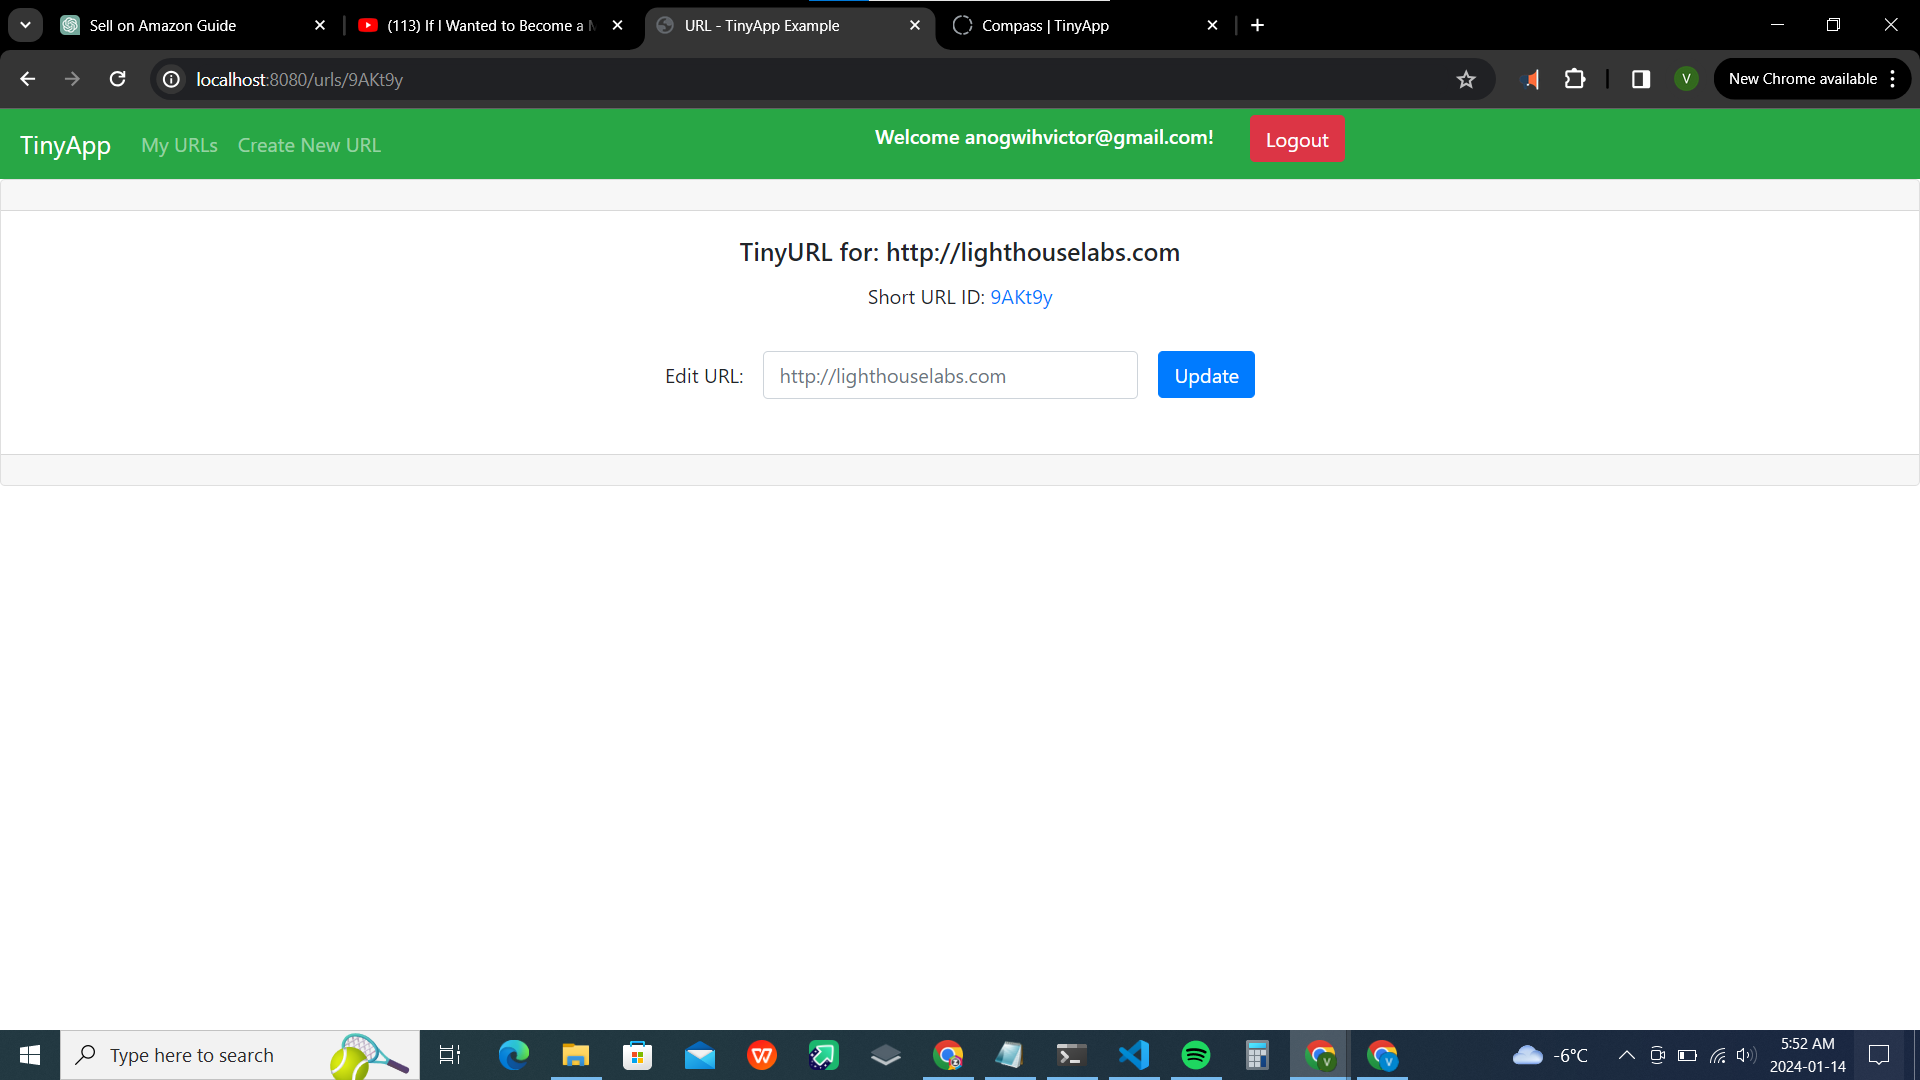 Sell on Amazon Guide
(113) If I Wanted to Become a
URL - TinyApp Example
Compass | TinyApp
localhost:8080/urls/9AKt9y
V
New Chrome available
TinyApp
My URLs
Create New URL
Welcome anogwihvictor@gmail.com!
Logout
TinyURL for: http://lighthouselabs.com
Short URL ID: 9AKt9y
Edit URL:
http://lighthouselabs.com
Update
Type here to search
-6°C
5:52 AM
2024-01-14